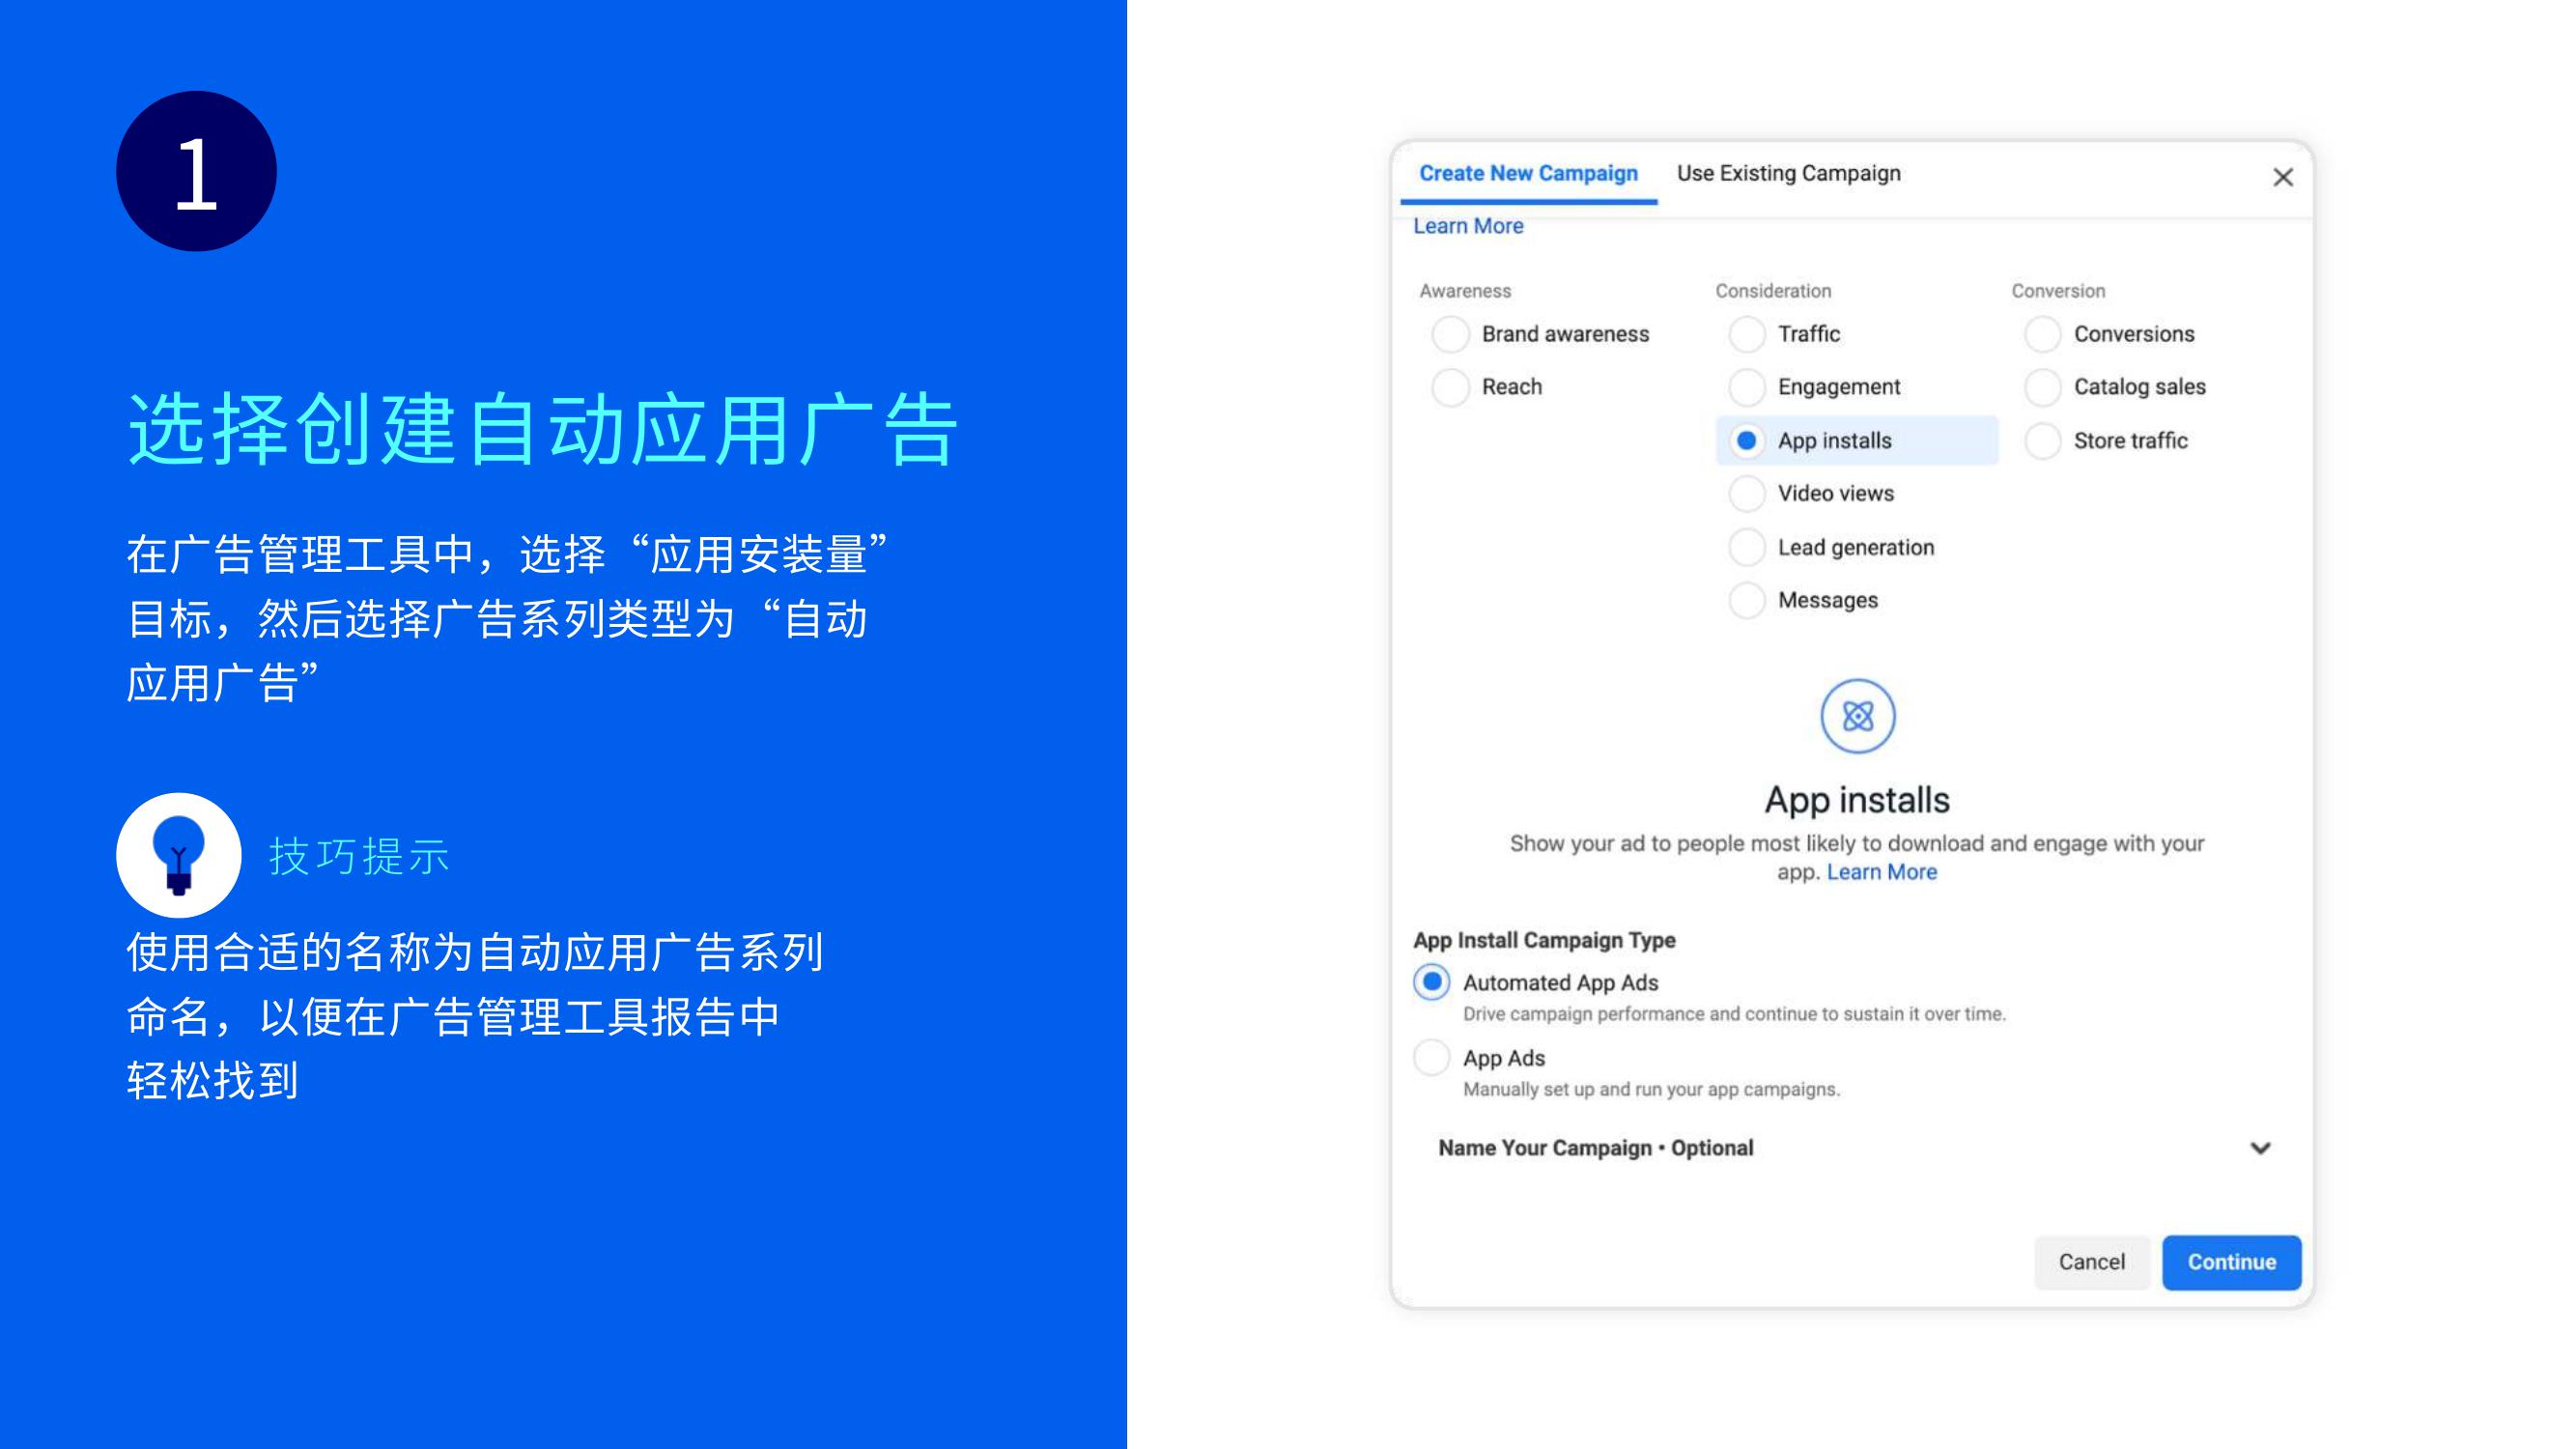 1
选择创建自动应用广告
在广告管理工具中，选择“应用安装量”
目标，然后选择广告系列类型为“自动
应用广告”
技巧提示
使用合适的名称为自动应用广告系列
命名，以便在广告管理工具报告中
轻松找到
Create New Campaign
Use Existing Campaign
Learn More
Awareness
Brand awareness
Reach
Consideration
Traffic
Engagement
App installs
Video views
Lead generation
Messages
Conversion
Conversions
Catalog sales
Store traffic
App installs
Show your ad to people most likely to download and engage with your
app. Learn More
App Install Campaign Type
Automated App Ads
Drive campaign performance and continue to sustain it over time.
App Ads
Manually set up and run your app campaigns.
Name Your Campaign • Optional
Cancel
Continue